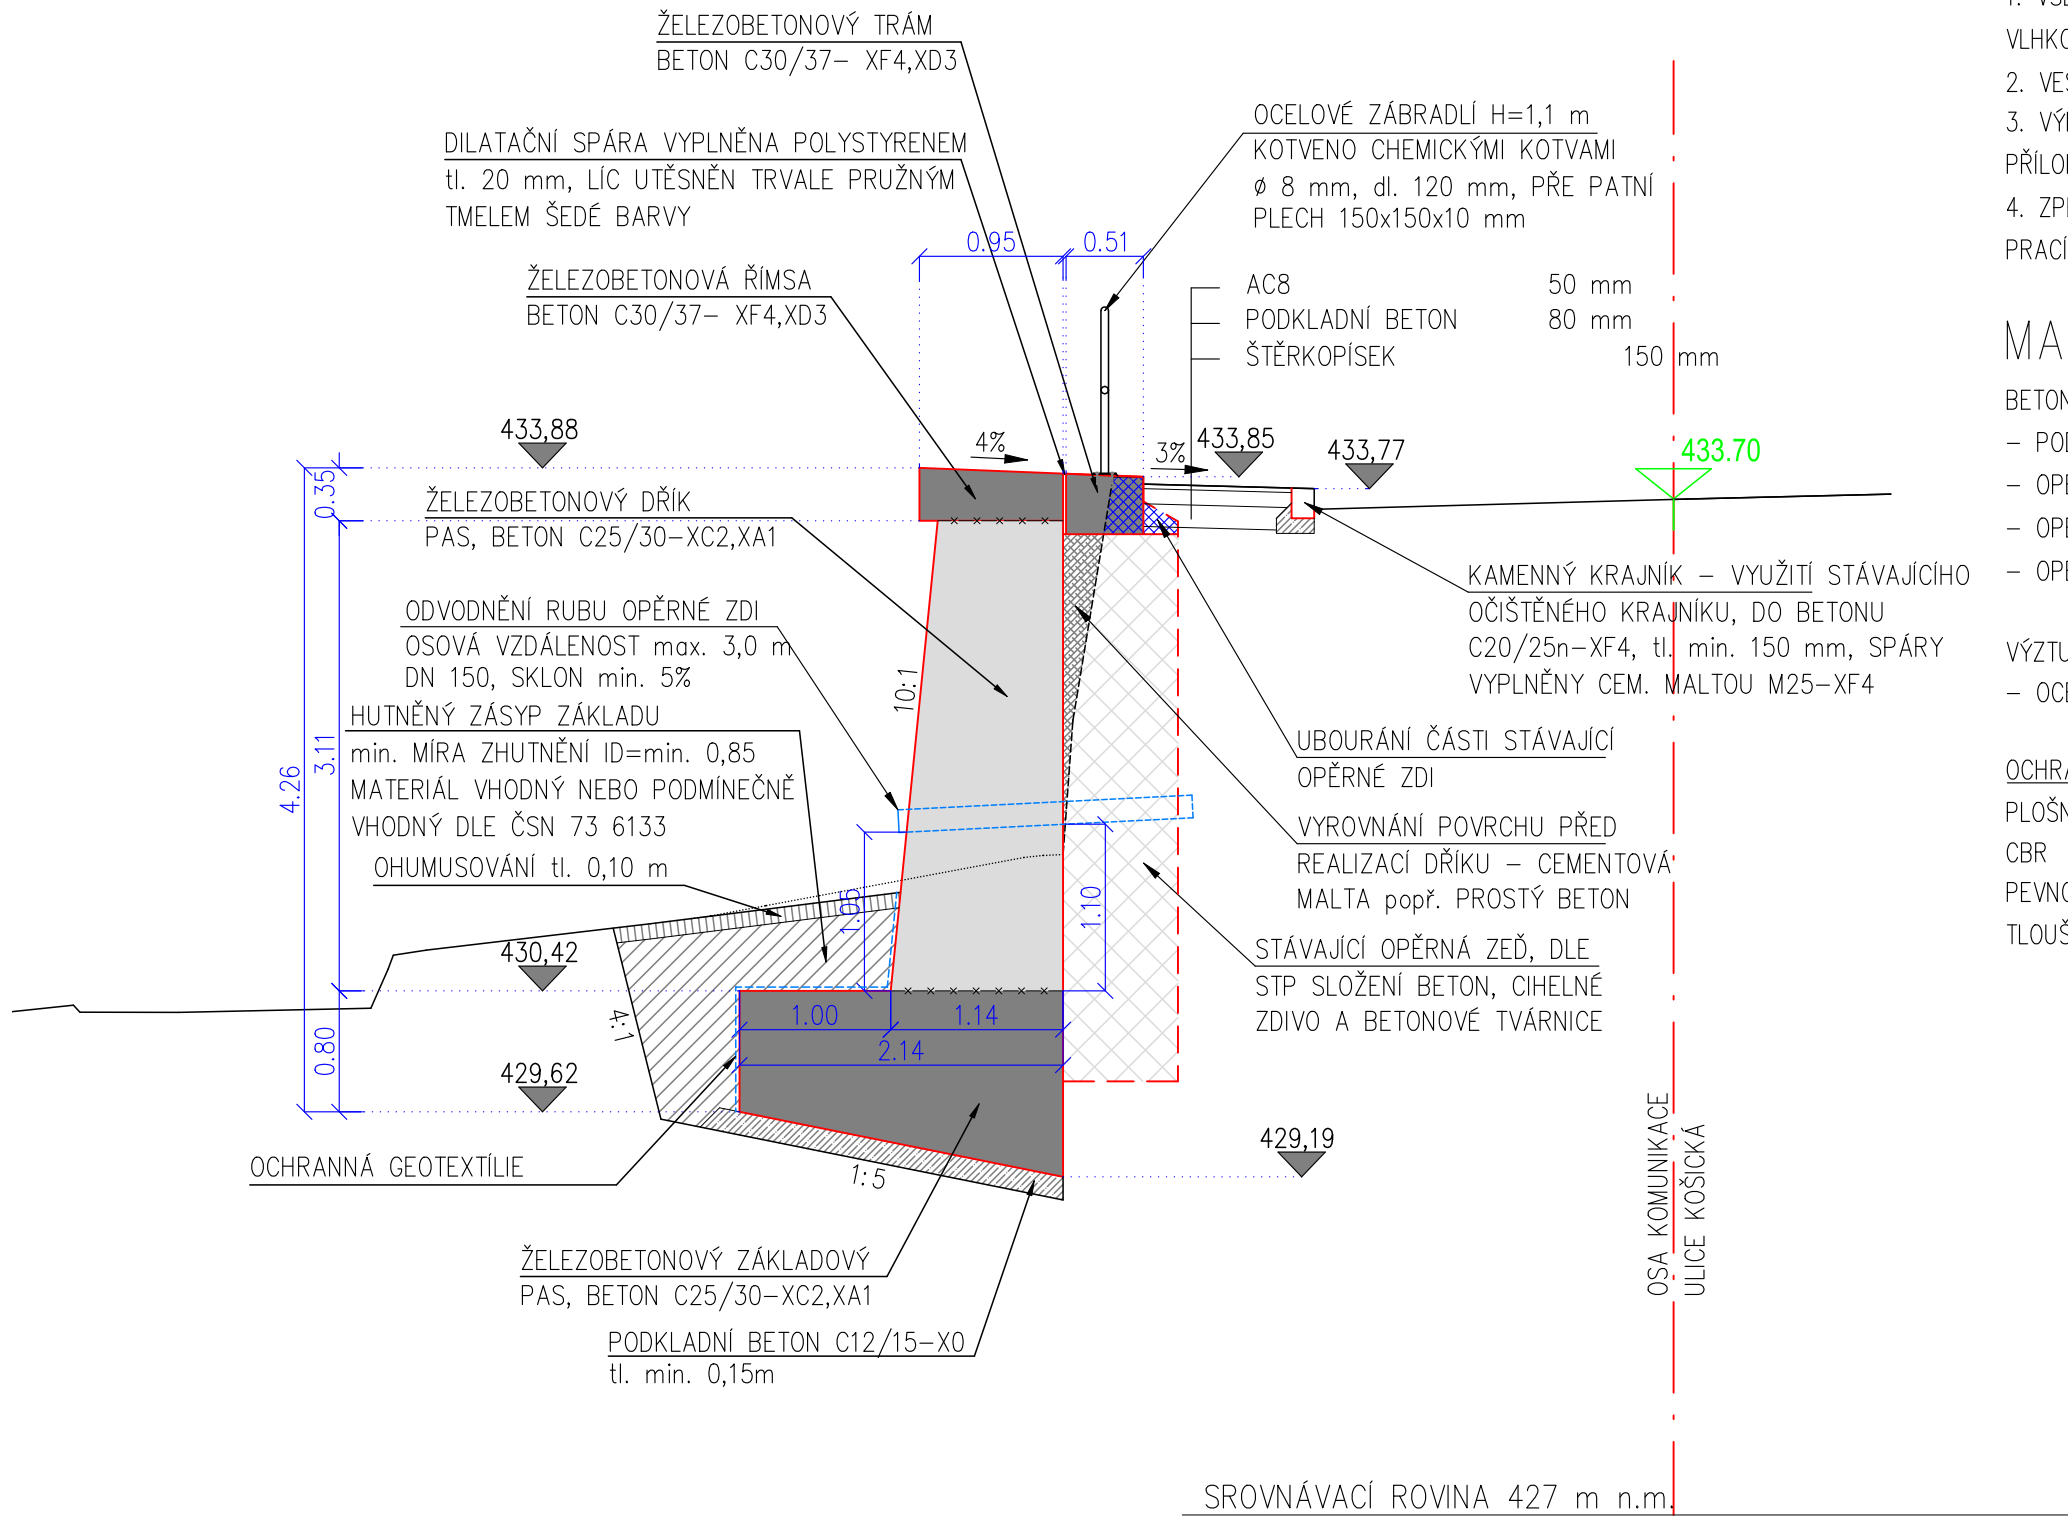 ŽELEZOBETONOVÝ TRÁM
BETON C30/37- XF4,XD3
DILATAČNÍ SPÁRA VYPLNĚNA POLYSTYRENEM
tl. 20 mm, LÍC UTĚSNĚN TRVALE PRUŽNÝM
TMELEM ŠEDÉ BARVY
ŽELEZOBETONOVÁ ŘÍMSA
BETON C30/37- XF4,XD3
OCELOVÉ ZÁBRADLÍ H=1,1 m
KOTVENO CHEMICKÝMI KOTVAMI
Ø 8 mm, dl. 120 mm, PŘE PATNÍ
PLECH 150x150x10 mm
0.95
0.51
AC8 50 mm
PODKLADNÍ BETON 80 mm
ŠTĚRKOPÍSEK 150 mm
433,88
4%
3%
433,85
433,77
433.70
0.35
3.11
4.26
0.80
ŽELEZOBETONOVÝ DŘÍK
PAS, BETON C25/30-XC2,XA1
ODVODNĚNÍ RUBU OPĚRNÉ ZDI
OSOVÁ VZDÁLENOST max. 3,0 m
DN 150, SKLON min. 5%
HUTNĚNÝ ZÁSYP ZÁKLADU
min. MÍRA ZHUTNĚNÍ ID=min. 0,85
MATERIÁL VHODNÝ NEBO PODMÍNEČNĚ
VHODNÝ DLE ČSN 73 6133
OHUMUSOVÁNÍ tl. 0,10 m
10:1
1.05
1.10
KAMENNÝ KRAJNÍK - VYUŽITÍ STÁVAJÍCÍHO
OČIŠTĚNÉHO KRAJNÍKU, DO BETONU
C20/25n-XF4, tl. min. 150 mm, SPÁRY
VYPLNĚNY CEM. MALTOU M25-XF4
UBOURÁNÍ ČÁSTI STÁVAJÍCÍ
OPĚRNÉ ZDI
VYROVNÁNÍ POVRCHU PŘED
REALIZACÍ DŘÍKU - CEMENTOVÁ
MALTA popř. PROSTÝ BETON
STÁVAJÍCÍ OPĚRNÁ ZEĎ, DLE
STP SLOŽENÍ BETON, CIHELNÉ
ZDIVO A BETONOVÉ TVÁRNICE
430,42
4:1
1.00
1.14
2.14
429,62
429,19
1:5
OCHRANNÁ GEOTEXTÍLIE
ŽELEZOBETONOVÝ ZÁKLADOVÝ
PAS, BETON C25/30-XC2,XA1
PODKLADNÍ BETON C12/15-X0
tl. min. 0,15m
OSA KOMUNIKACE
ULICE KOŠICKÁ
SROVNÁVACÍ ROVINA 427 m n.m.
2.
3.
4.
PRACÍ
MA
BETON
CBR